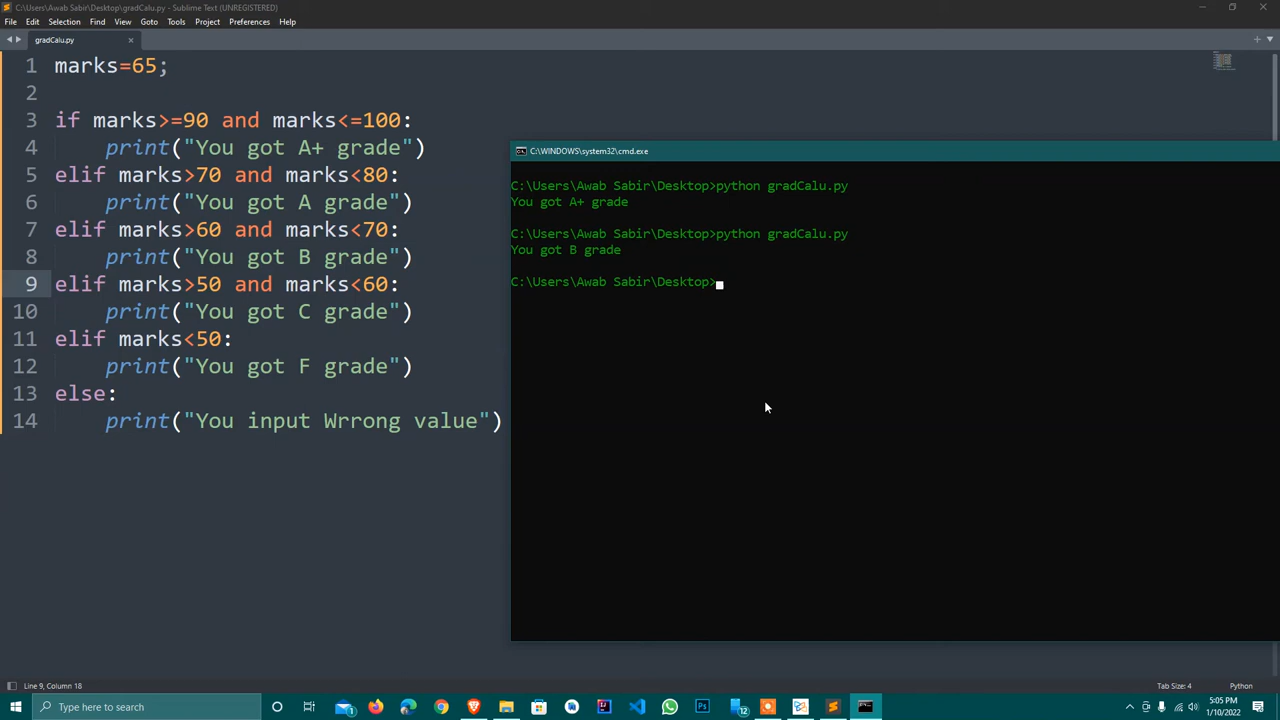 C:\Users\Awab Sabir\Desktop\gradCalu.py - Sublime Text (UNREGISTERED)
File Edit Selection Find View Goto Tools Project Preferences Help
gradCalu.py
1 marks=65;
2
3 if marks>=90 and marks<=100:
4 print("You got A+ grade")
5 elif marks>70 and marks<80:
6 print("You got A grade")
7 elif marks>60 and marks<70:
8 print("You got B grade")
9 elif marks>50 and marks<60:
10 print("You got C grade")
11 elif marks<50:
12 print("You got F grade")
13 else:
14 print("You input Wrrong value")
C:\WINDOWS\system32\cmd.exe
C:\Users\Awab Sabir\Desktop>python gradCalu.py
You got A+ grade
C:\Users\Awab Sabir\Desktop>python gradCalu.py
You got B grade
C:\Users\Awab Sabir\Desktop>
Line 9, Column 18
Tab Size: 4
Python
Type here to search
1
Ps
12
5:05 PM
1/10/2022